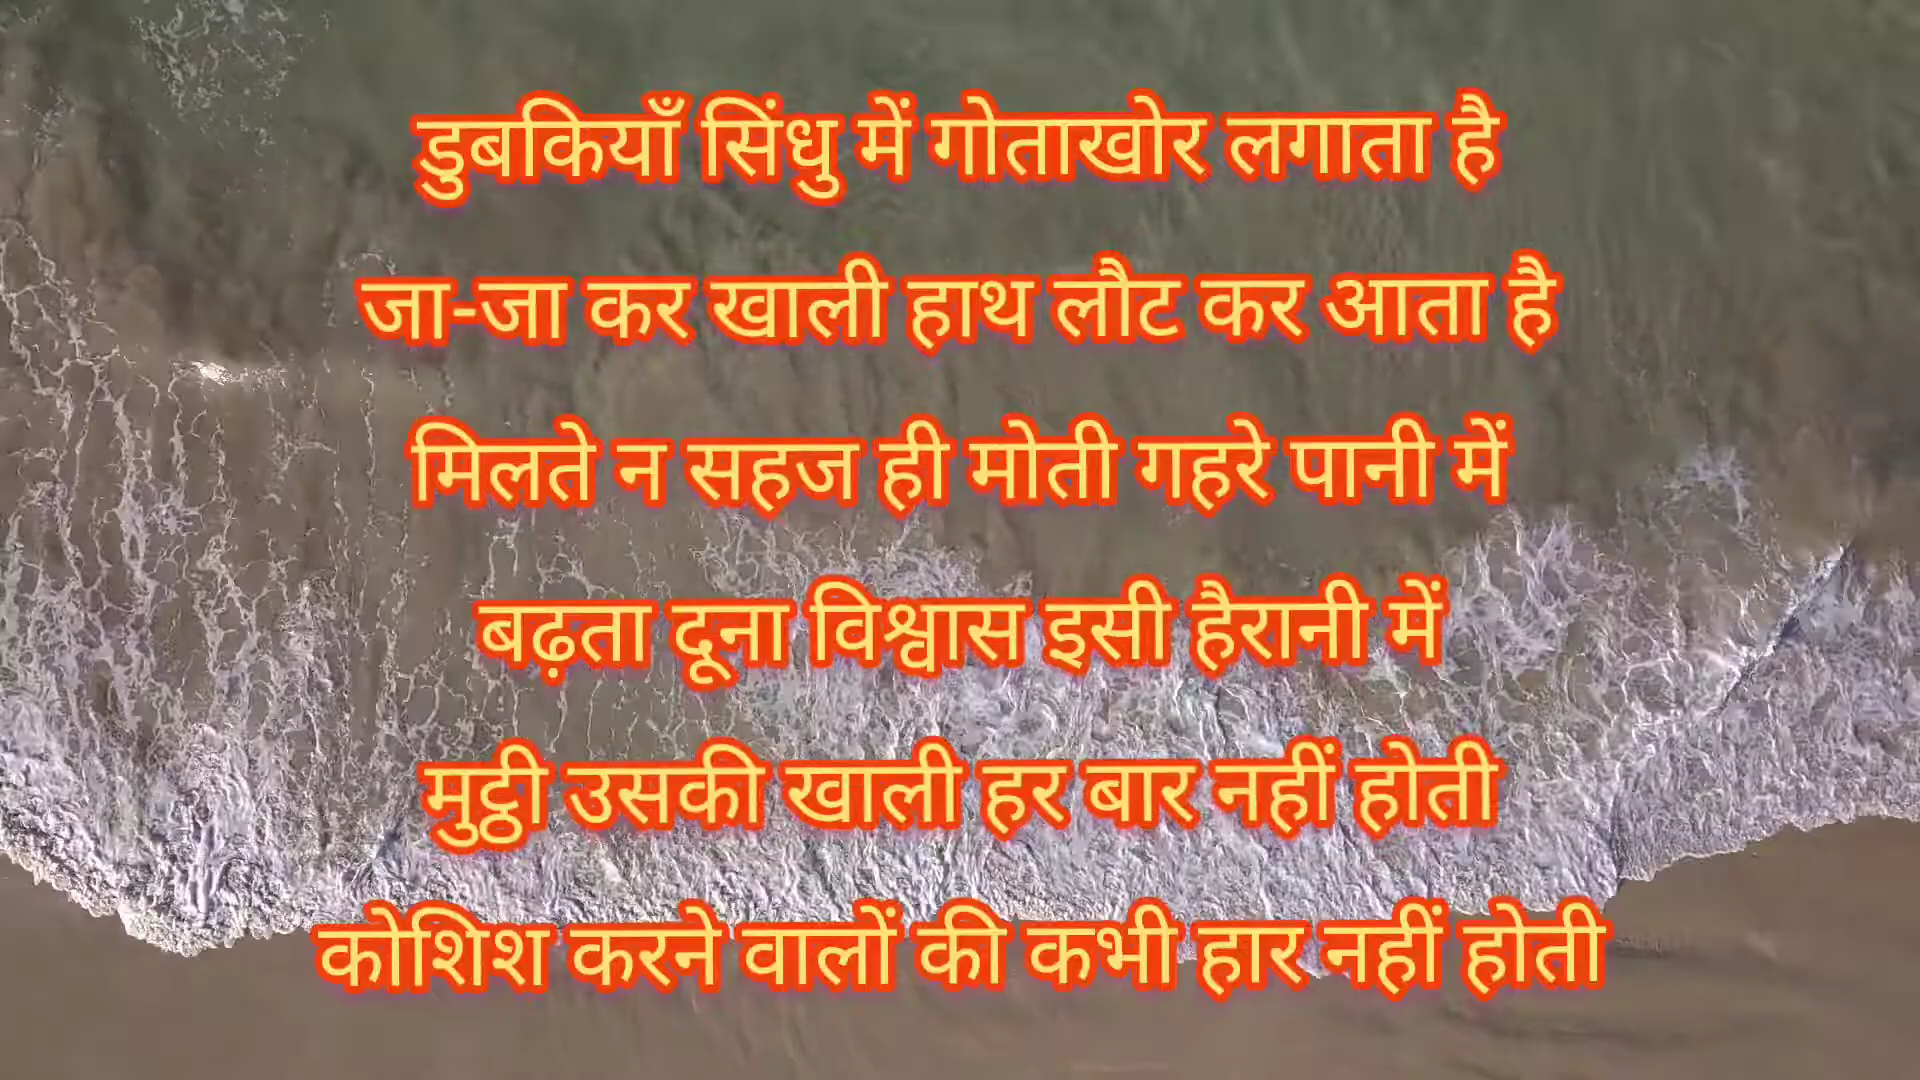 डुबकियाँ सिंधु में गोताखोर लगाता है
जा-जा कर खाली हाथ लौट कर आता है
मिलते न सहज ही मोती गहरे पानी में
बढ़ता दूना विश्वास इसी हैरानी में
मुट्ठी उसकी खाली हर बार नहीं होती
कोशिश करने वालों की कभी हार नहीं होती